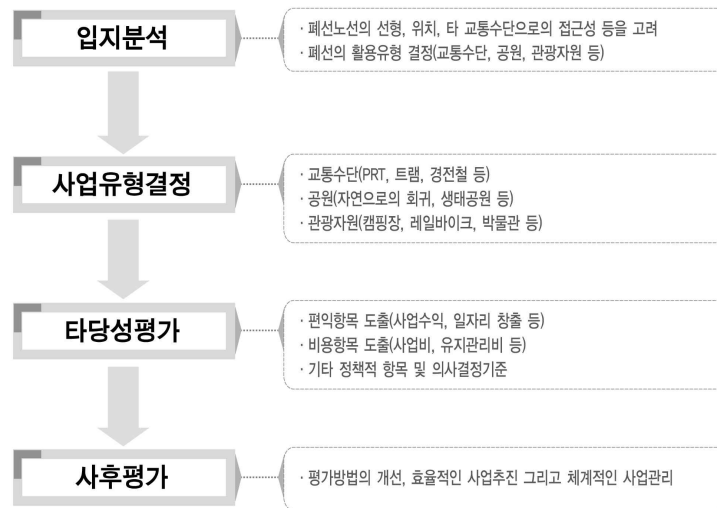 입지분석
· 폐선노선의 선형, 위치, 타 교통수단으로의 접근성 등을 고려
· 폐선의 활용유형 결정(교통수단, 공원, 관광자원 등)
사업유형결정
· 교통수단(PRT, 트램, 경전철 등)
· 공원(자연으로의 회귀, 생태공원 등)
· 관광자원(캠핑장, 레일바이크, 박물관 등)
타당성평가
· 편익항목 도출(사업수익, 일자리 창출 등)
· 비용항목 도출(사업비, 유지관리비 등)
· 기타 정책적 항목 및 의사결정기준
사후평가
· 평가방법의 개선, 효율적인 사업추진 그리고 체계적인 사업관리